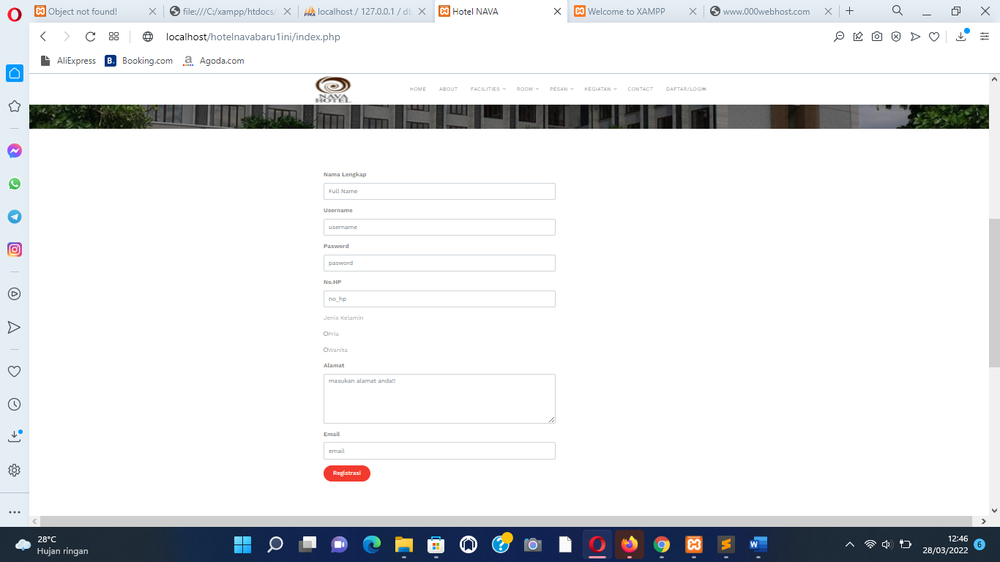 Object not found!
file:///C:/xampp/htdocs/
localhost / 127.0.0.1 / db
Hotel NAVA
Welcome to XAMPP
www.000webhost.com
localhost/hotelnavabaru1ini/index.php
AliExpress
B. Booking.com
a Agoda.com
NAVA
HOTEL
HOME ABOUT FACILITIES ROOM PESAN KEGIATAN CONTACT DAFTAR/LOGIN
Nama Lengkap
Full Name
Username
username
Pasword
pasword
No.HP
no_hp
Jenis Kelamin
Pria
Wanita
Alamat
masukan alamat anda!!
Email
email
Registrasi
28°C
Hujan ringan
12:46
28/03/2022
6